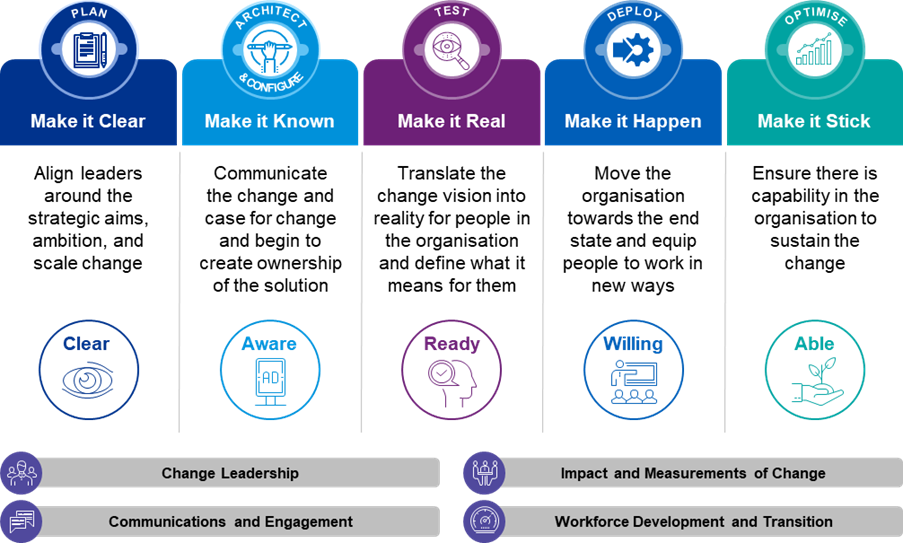 PLAN
ARCHITECT
& CONFIGURE
TEST
DEPLOY
OPTIMISE
Make it Clear
Make it Known
Make it Real
Make it Happen
Make it Stick
Align leaders
around the
strategic aims,
ambition, and
scale change
Communicate
the change and
case for change
and begin to
create ownership
of the solution
Translate the
change vision into
reality for people in
the organisation
and define what it
means for them
Move the
organisation
towards the end
state and equip
people to work in
new ways
Ensure there is
capability in the
organisation to
sustain the
change
Clear
Aware
AD
Ready
Willing
Able
Change Leadership
Impact and Measurements of Change
Communications and Engagement
Workforce Development and Transition